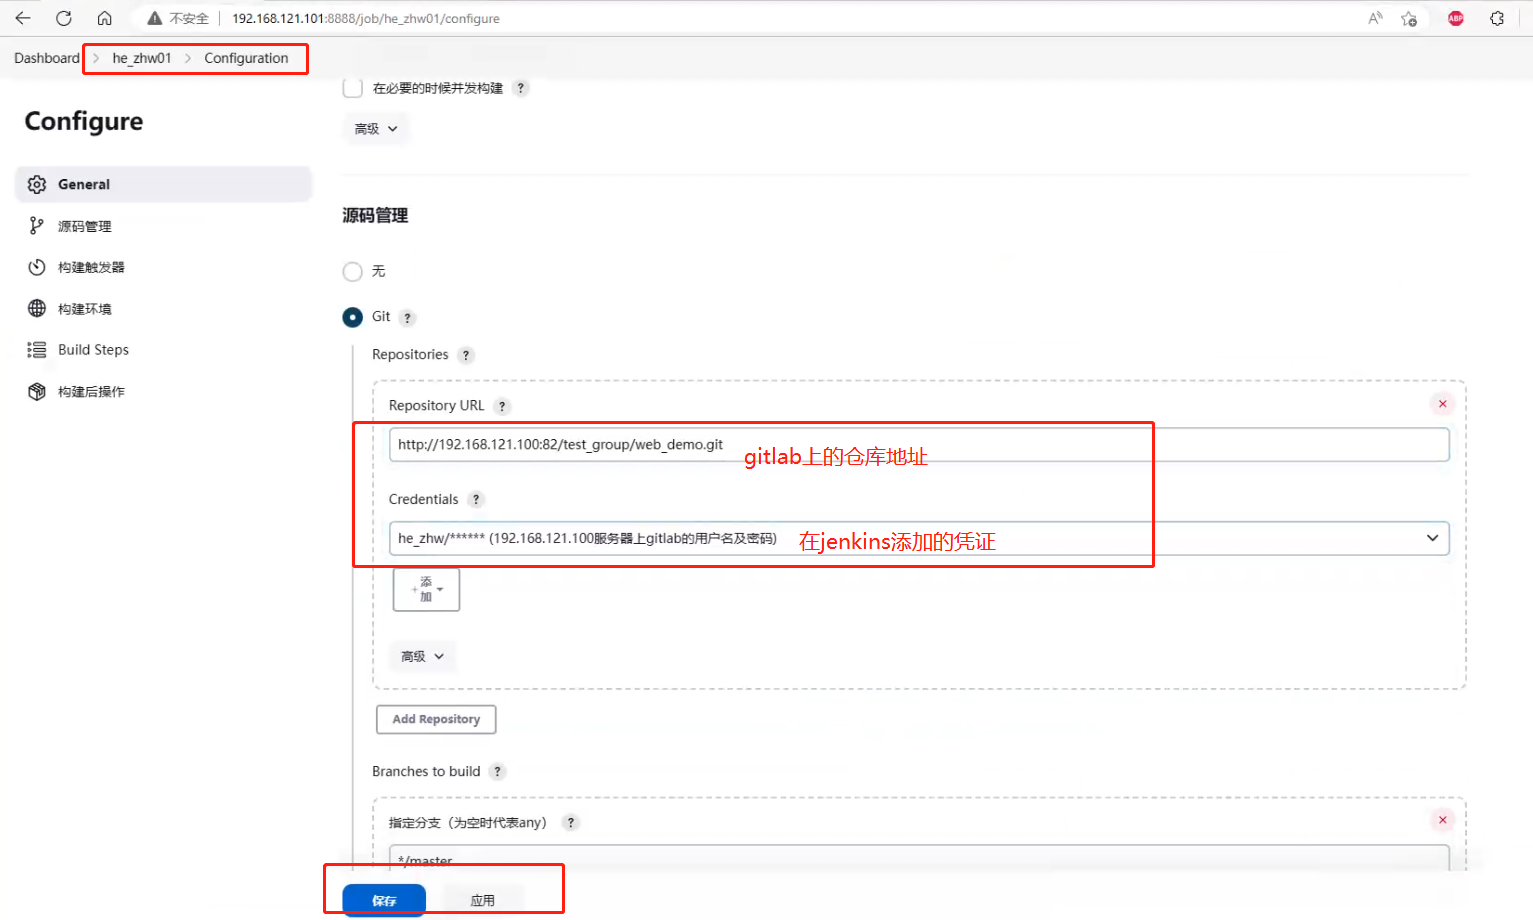 不安全 192.168.121.101:8888/job/he_zhw01/configure A ABP
Dashboard > he_zhw01 > Configuration
Configure
General
源码管理
构建触发器
构建环境
Build Steps
构建后操作
在必要的时候并发构建 ?
高级
源码管理
无
Git ?
Repositories ?
Repository URL ?
http://192.168.121.100:82/test_group/web_demo.git
gitlab上的仓库地址
Credentials ?
he_zhw/****** (192.168.121.100服务器上gitlab的用户名及密码)
在jenkins添加的凭证
+ 添
加
高级
Add Repository
Branches to build ?
指定分支（为空时代表any） ?
*/master
保存 应用